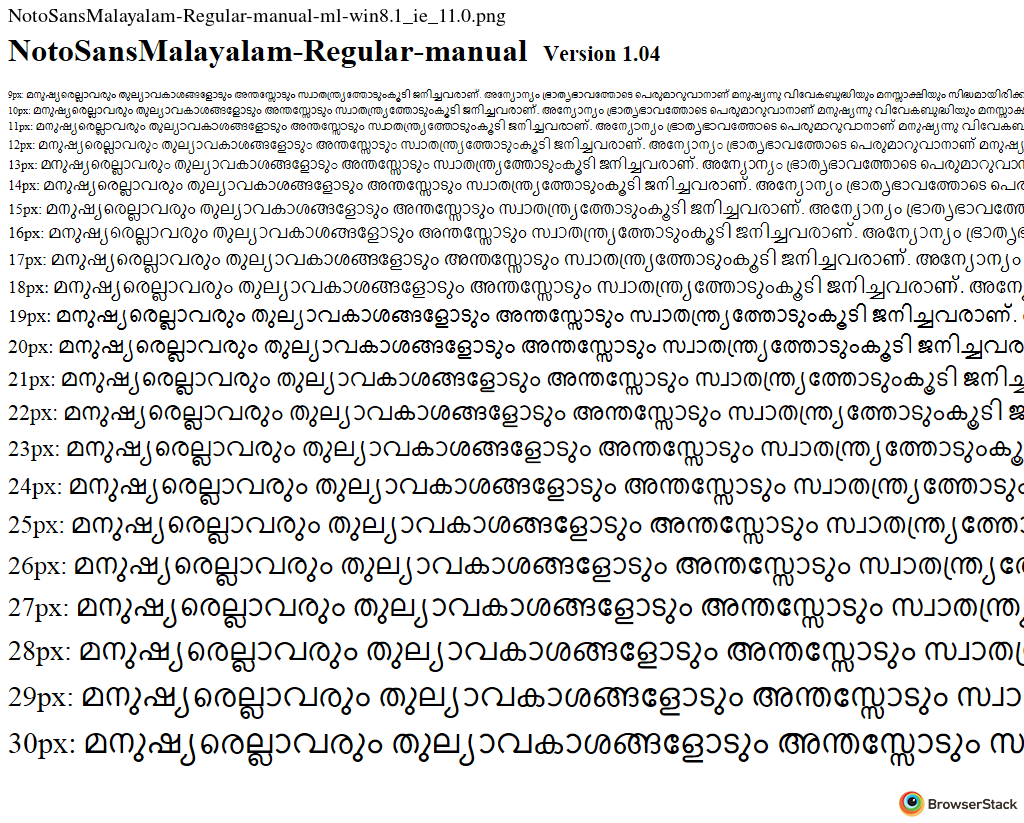 NotoSansMalayalam-Regular-manual-ml-win8.1_ie_11.0.png
NotoSansMalayalam-Regular-manual Version 1.04
9px: മനുഷ്യരെല്ലാവരും തുല്യാവകാശങ്ങളോടും അന്തസ്സോടും സ്വാതന്ത്ര്യത്തോടുംകൂടി ജനിച്ചവരാണ്. അന്യോന്യം ഭ്രാതൃഭാവത്തോടെ പെരുമാറുവാനാണ് മനുഷ്യന്നു വിവേകബുദ്ധിയും മനസ്സാക്ഷിയും സിദ്ധമായിരിക്ക
10px: മനുഷ്യരെല്ലാവരും തുല്യാവകാശങ്ങളോടും അന്തസ്സോടും സ്വാതന്ത്ര്യത്തോടുംകൂടി ജനിച്ചവരാണ്. അന്യോന്യം ഭ്രാതൃഭാവത്തോടെ പെരുമാറുവാനാണ് മനുഷ്യന്നു വിവേകബുദ്ധിയും മനസ്സാക്
11px: മനുഷ്യരെല്ലാവരും തുല്യാവകാശങ്ങളോടും അന്തസ്സോടും സ്വാതന്ത്ര്യത്തോടുംകൂടി ജനിച്ചവരാണ്. അന്യോന്യം ഭ്രാതൃഭാവത്തോടെ പെരുമാറുവാനാണ് മനുഷ്യന്നു വിവേകബ
12px: മനുഷ്യരെല്ലാവരും തുല്യാവകാശങ്ങളോടും അന്തസ്സോടും സ്വാതന്ത്ര്യത്തോടുംകൂടി ജനിച്ചവരാണ്. അന്യോന്യം ഭ്രാതൃഭാവത്തോടെ പെരുമാറുവാനാണ് മനുഷ്യ
13px: മനുഷ്യരെല്ലാവരും തുല്യാവകാശങ്ങളോടും അന്തസ്സോടും സ്വാതന്ത്ര്യത്തോടുംകൂടി ജനിച്ചവരാണ്. അന്യോന്യം ഭ്രാതൃഭാവത്തോടെ പെരുമാറുവാന
14px: മനുഷ്യരെല്ലാവരും തുല്യാവകാശങ്ങളോടും അന്തസ്സോടും സ്വാതന്ത്ര്യത്തോടുംകൂടി ജനിച്ചവരാണ്. അന്യോന്യം ഭ്രാതൃഭാവത്തോടെ പെര
15px: മനുഷ്യരെല്ലാവരും തുല്യാവകാശങ്ങളോടും അന്തസ്സോടും സ്വാതന്ത്ര്യത്തോടുംകൂടി ജനിച്ചവരാണ്. അന്യോന്യം ഭ്രാതൃഭാവത്തേ
16px: മനുഷ്യരെല്ലാവരും തുല്യാവകാശങ്ങളോടും അന്തസ്സോടും സ്വാതന്ത്ര്യത്തോടുംകൂടി ജനിച്ചവരാണ്. അന്യോന്യം ഭ്രാതൃഭ
17px: മനുഷ്യരെല്ലാവരും തുല്യാവകാശങ്ങളോടും അന്തസ്സോടും സ്വാതന്ത്ര്യത്തോടുംകൂടി ജനിച്ചവരാണ്. അന്യോന്യം
18px: മനുഷ്യരെല്ലാവരും തുല്യാവകാശങ്ങളോടും അന്തസ്സോടും സ്വാതന്ത്ര്യത്തോടുംകൂടി ജനിച്ചവരാണ്. അന്യേ
19px: മനുഷ്യരെല്ലാവരും തുല്യാവകാശങ്ങളോടും അന്തസ്സോടും സ്വാതന്ത്ര്യത്തോടുംകൂടി ജനിച്ചവരാണ്.
20px: മനുഷ്യരെല്ലാവരും തുല്യാവകാശങ്ങളോടും അന്തസ്സോടും സ്വാതന്ത്ര്യത്തോടുംകൂടി ജനിച്ചവര
21px: മനുഷ്യരെല്ലാവരും തുല്യാവകാശങ്ങളോടും അന്തസ്സോടും സ്വാതന്ത്ര്യത്തോടുംകൂടി ജനിച്
22px: മനുഷ്യരെല്ലാവരും തുല്യാവകാശങ്ങളോടും അന്തസ്സോടും സ്വാതന്ത്ര്യത്തോടുംകൂടി ജ
23px: മനുഷ്യരെല്ലാവരും തുല്യാവകാശങ്ങളോടും അന്തസ്സോടും സ്വാതന്ത്ര്യത്തോടുംകൂ
24px: മനുഷ്യരെല്ലാവരും തുല്യാവകാശങ്ങളോടും അന്തസ്സോടും സ്വാതന്ത്ര്യത്തോടും
25px: മനുഷ്യരെല്ലാവരും തുല്യാവകാശങ്ങളോടും അന്തസ്സോടും സ്വാതന്ത്ര്യത്തോ
26px: മനുഷ്യരെല്ലാവരും തുല്യാവകാശങ്ങളോടും അന്തസ്സോടും സ്വാതന്ത്ര്യ
27px: മനുഷ്യരെല്ലാവരും തുല്യാവകാശങ്ങളോടും അന്തസ്സോടും സ്വാതന്ത്ര
28px: മനുഷ്യരെല്ലാവരും തുല്യാവകാശങ്ങളോടും അന്തസ്സോടും സ്വാത
29px: മനുഷ്യരെല്ലാവരും തുല്യാവകാശങ്ങളോടും അന്തസ്സോടും സ്വാ
30px: മനുഷ്യരെല്ലാവരും തുല്യാവകാശങ്ങളോടും അന്തസ്സോടും സ
BrowserStack